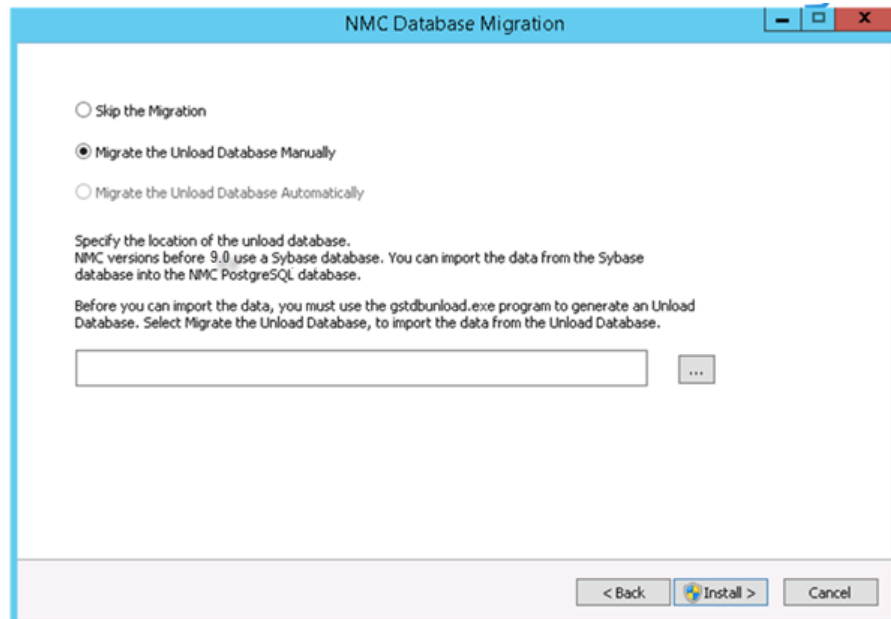 NMC Database Migration
Skip the Migration
Migrate the Unload Database Manually
Migrate the Unload Database Automatically
Specify the location of the unload database.
NMC versions before 9.0 use a Sybase database. You can import the data from the Sybase
database into the NMC PostgreSQL database.
Before you can import the data, you must use the gstdbunload.exe program to generate an Unload
Database. Select Migrate the Unload Database, to import the data from the Unload Database.
...
< Back
Install >
Cancel